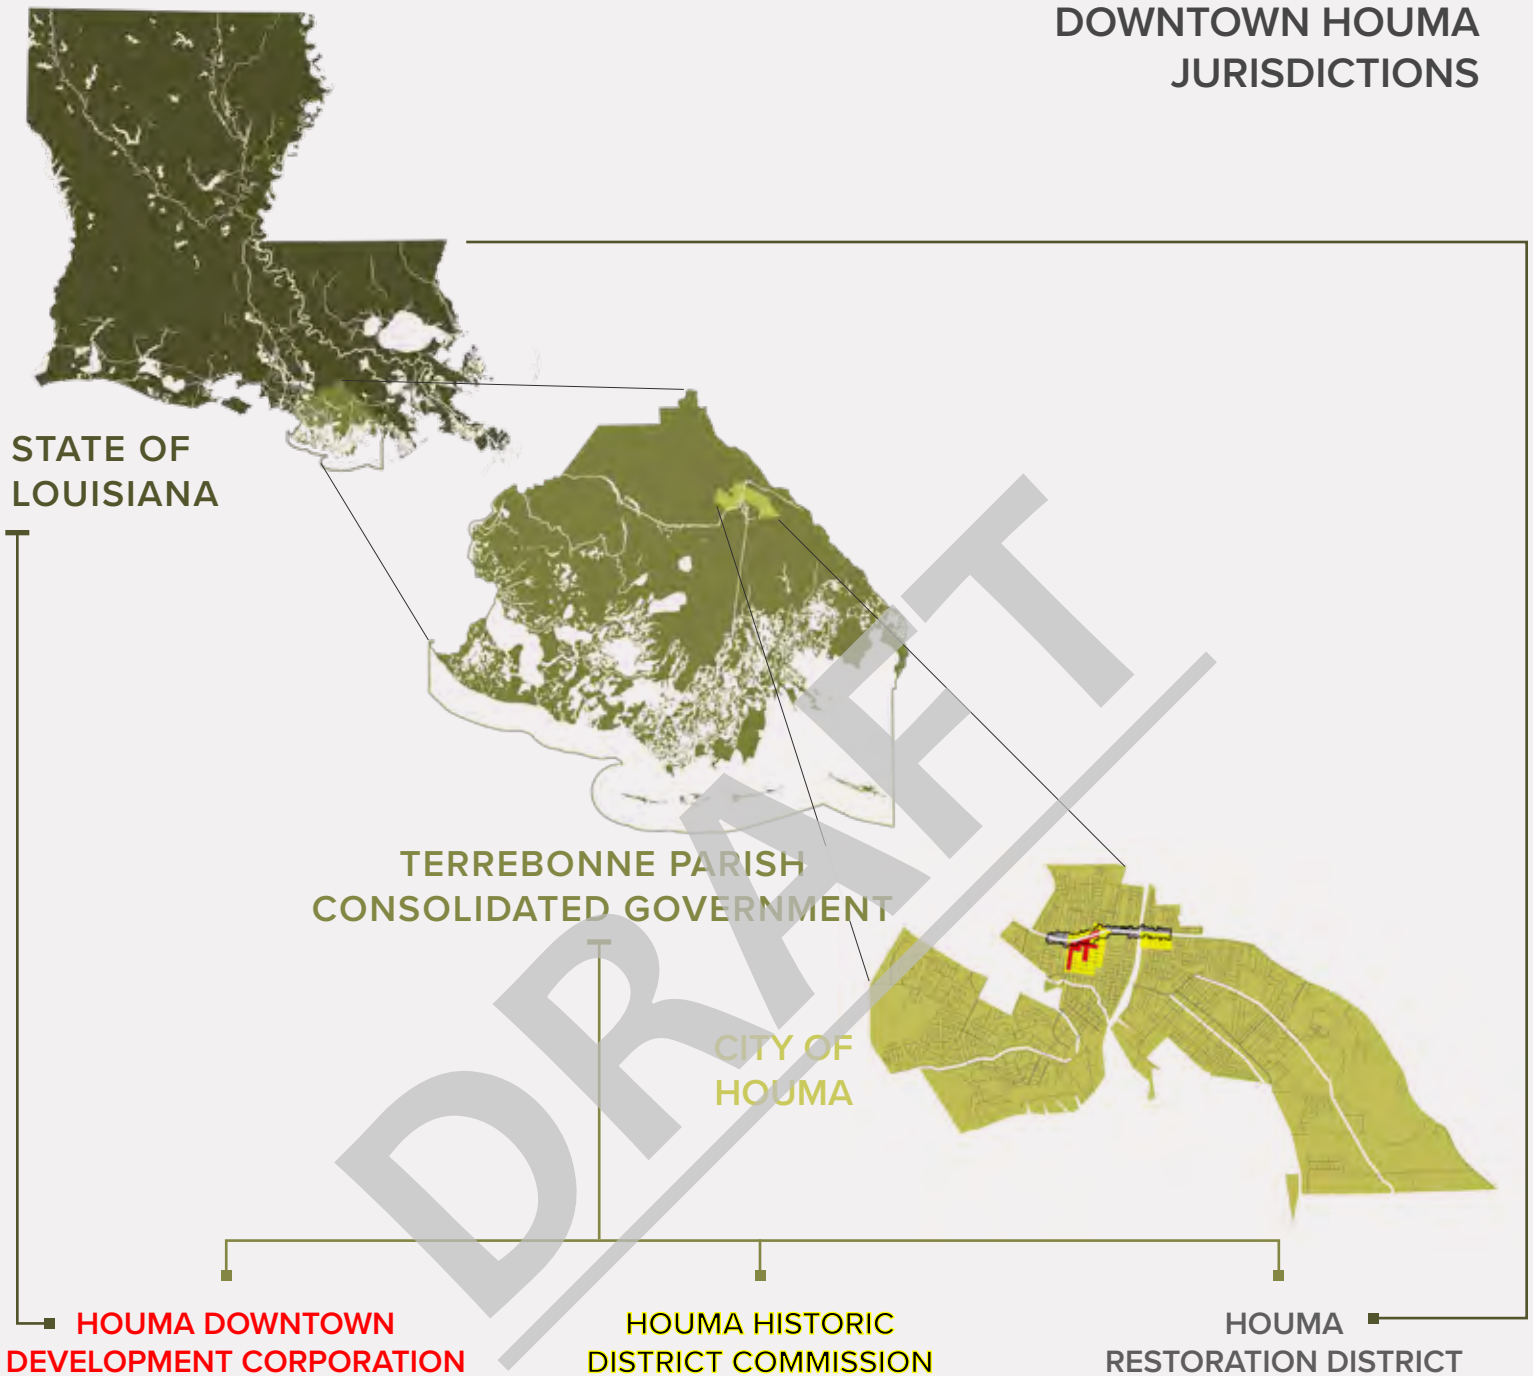 DOWNTOWN HOUMA
JURISDICTIONS
STATE OF
LOUISIANA
TERREBONNE PARISH
CONSOLIDATED GOVERNMENT
CITY OF
HOUMA
DRAFT
HOUMA DOWNTOWN
DEVELOPMENT CORPORATION
HOUMA HISTORIC
DISTRICT COMMISSION
HOUMA
RESTORATION DISTRICT